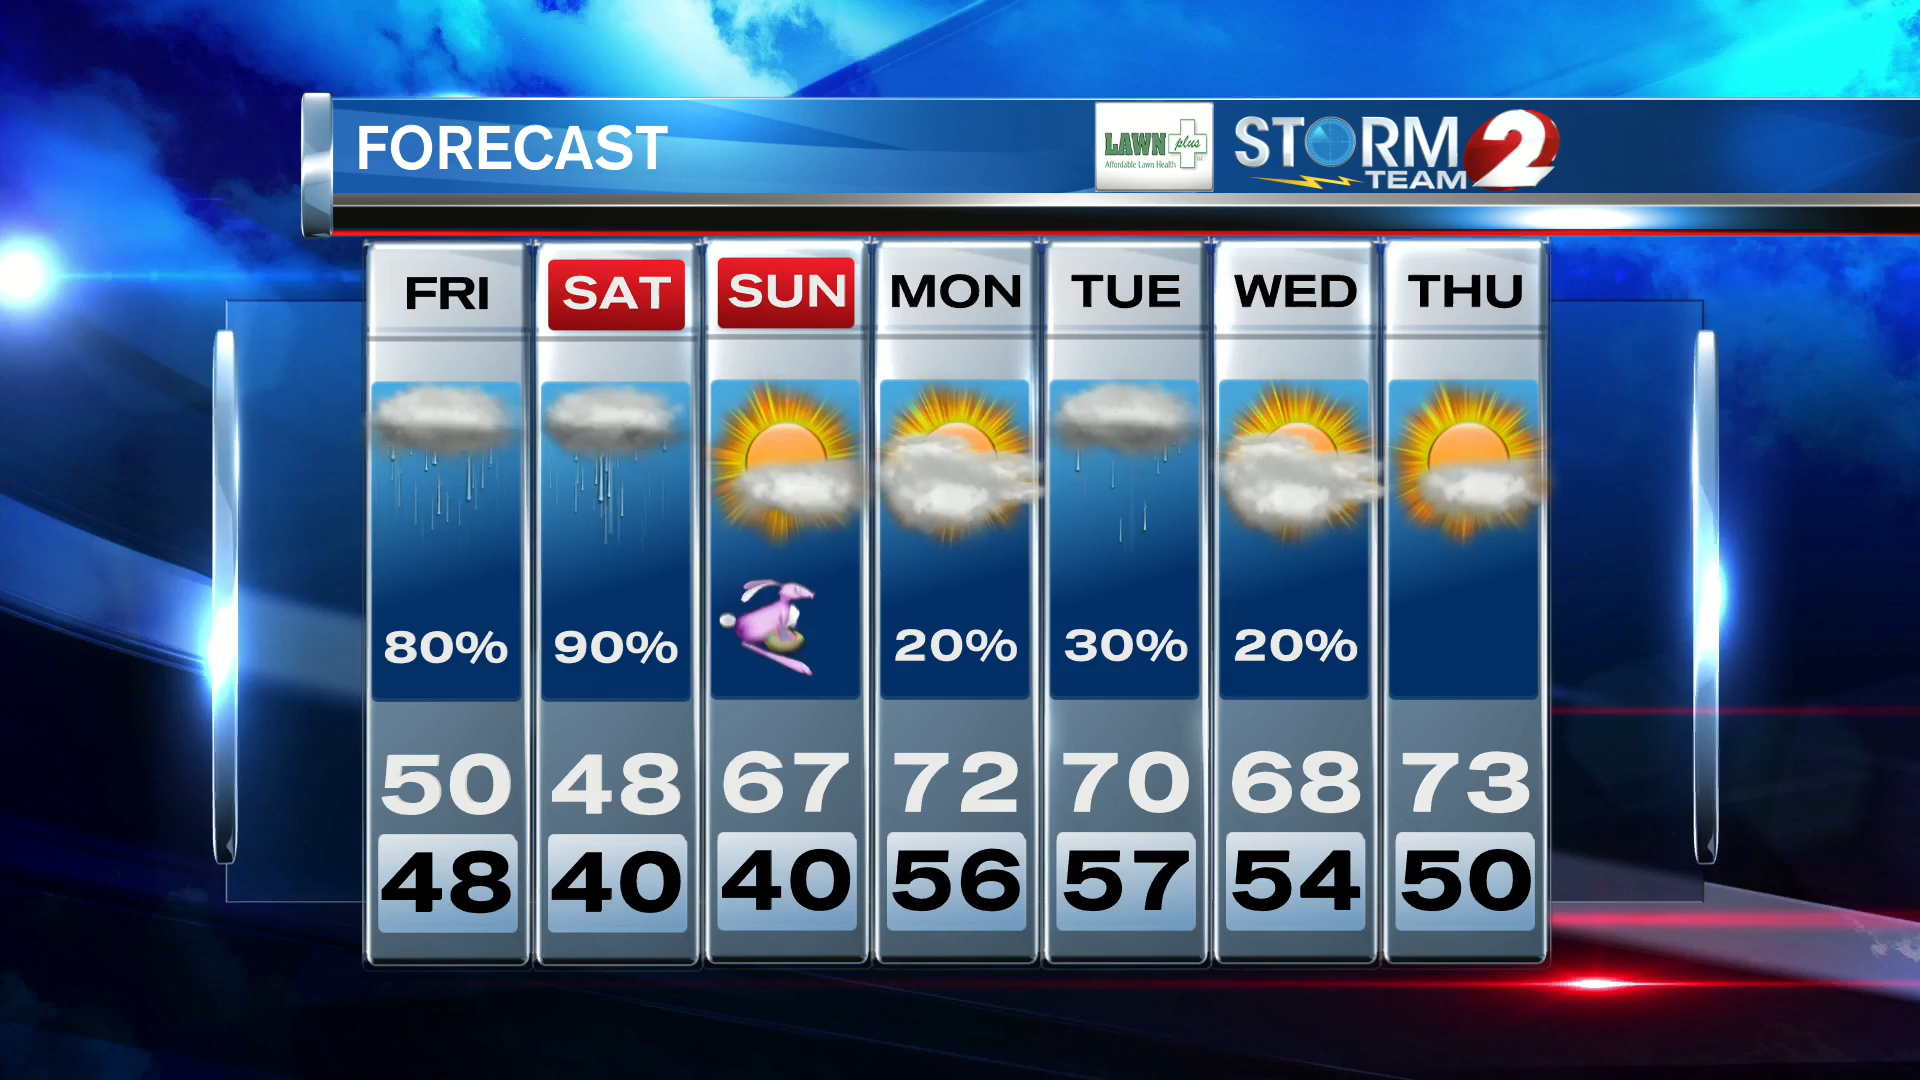 FORECAST
LAWN plus
Affordable Lawn Health
STORM
TEAM 2
FRI SAT SUN MON TUE WED THU
80% 90% 20% 30% 20%
50 48 67 72 70 68 73
48 40 40 56 57 54 50